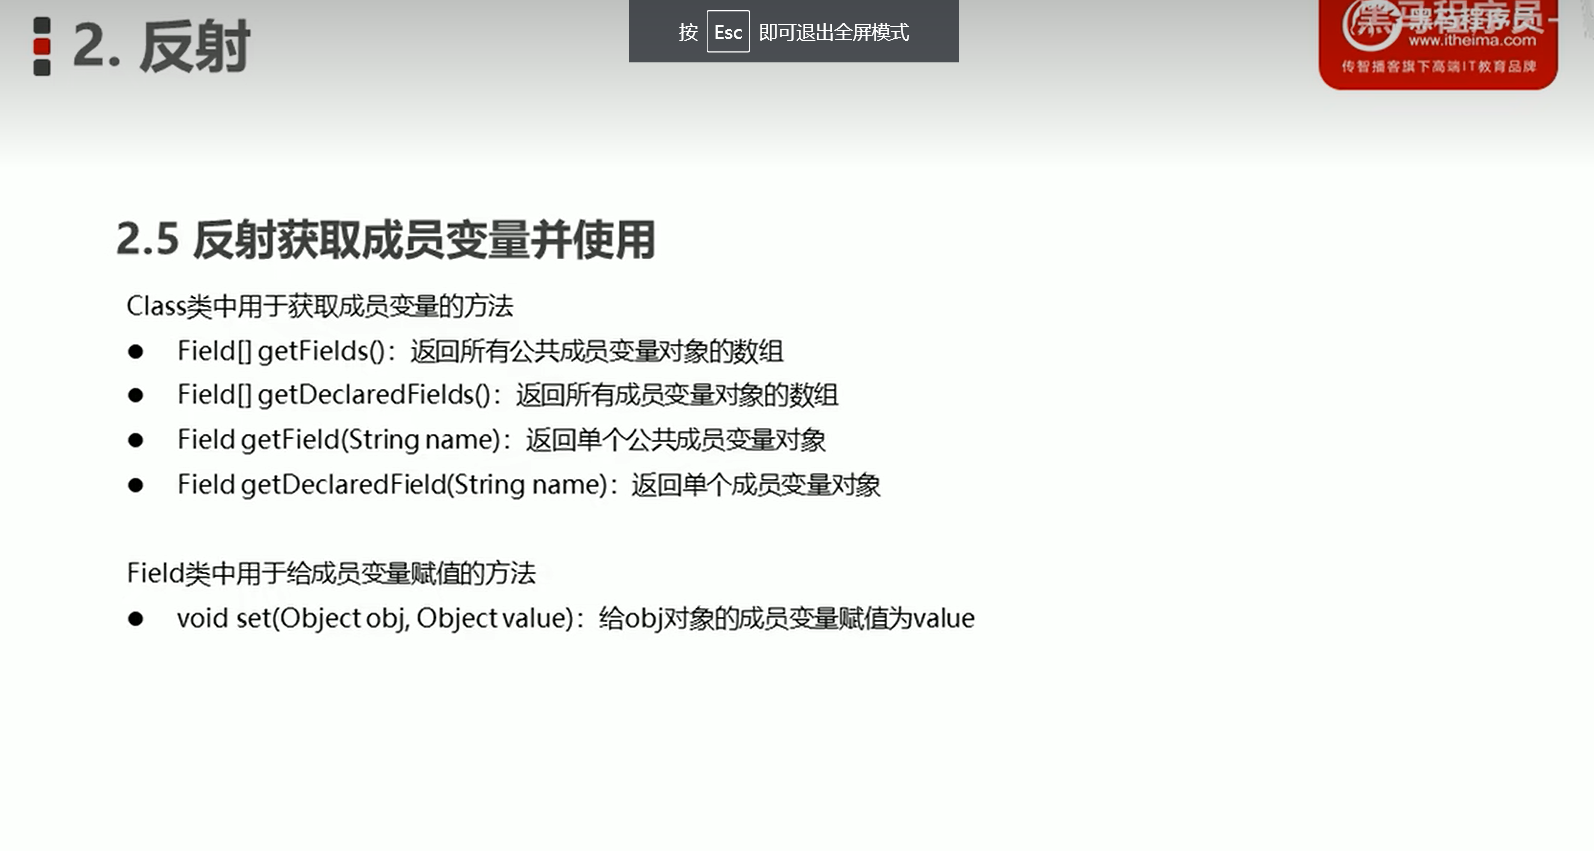 2. 反射
按 Esc 即可退出全屏模式
黑马程序员
www.itheima.com
传智播客旗下高端IT教育品牌
2.5 反射获取成员变量并使用
Class类中用于获取成员变量的方法
● Field[] getFields()：返回所有公共成员变量对象的数组
● Field[] getDeclaredFields()：返回所有成员变量对象的数组
● Field getField(String name)：返回单个公共成员变量对象
● Field getDeclaredField(String name)：返回单个成员变量对象
Field类中用于给成员变量赋值的方法
● void set(Object obj, Object value)：给obj对象的成员变量赋值为value